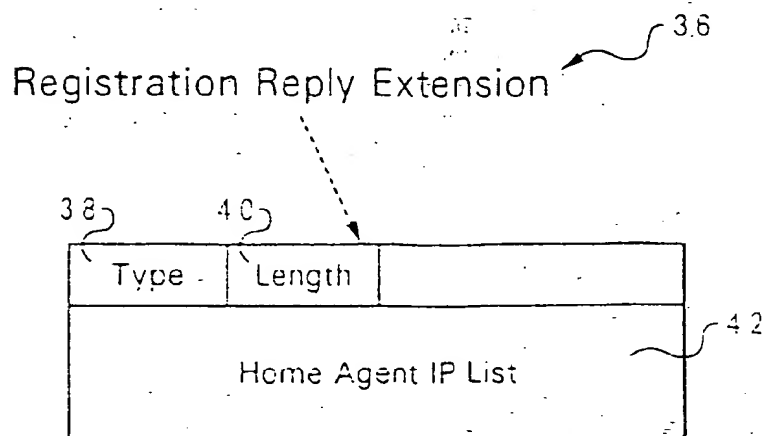 36
Registration Reply Extension
38 40
Type Length
42
Home Agent IP List